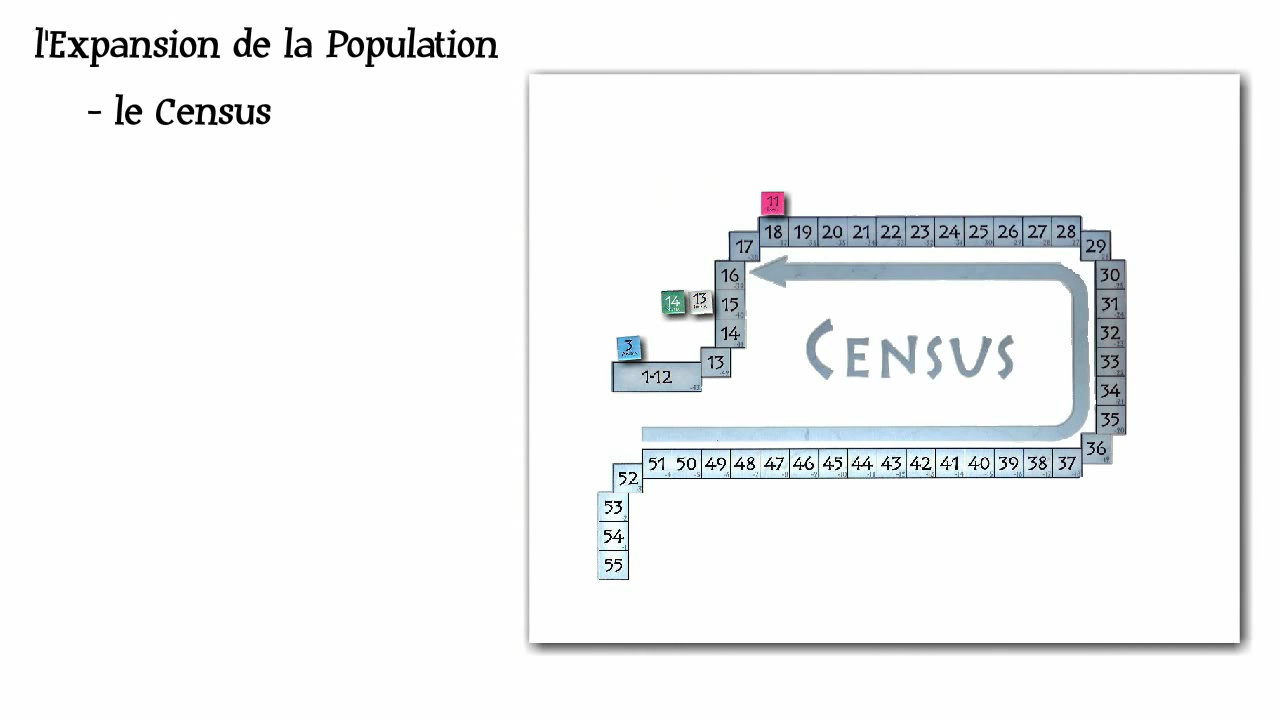 l'Expansion de la Population
- le Census
11
18 19 20 21 22 23 24 25 26 27 28
17 29
16 30
14 13 15 31
CENSUS
14 32
3
13 33
1-12
34
35
36
51 50 49 48 47 46 45 44 43 42 41 40 39 38 37
52
53
54
55